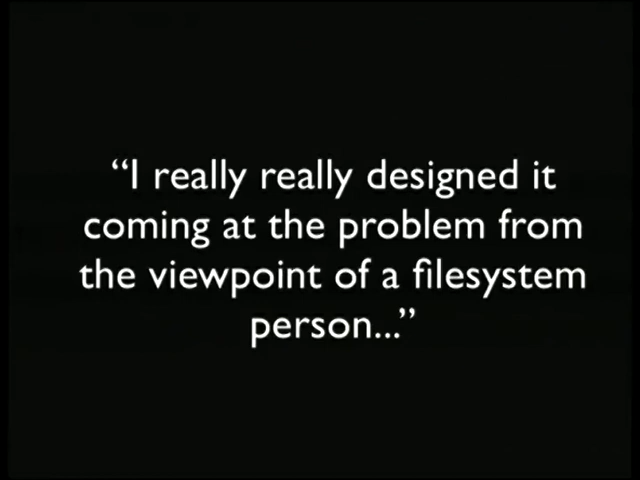 “I really really designed it
coming at the problem from
the viewpoint of a filesystem
person...”